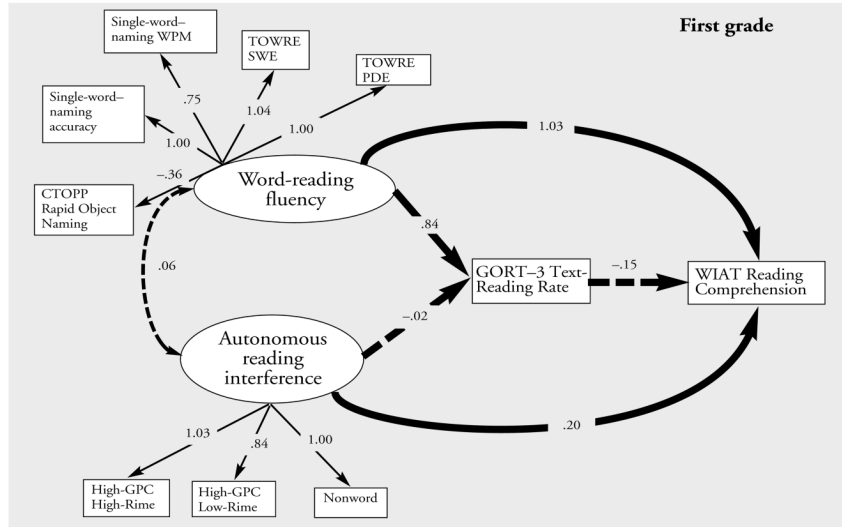 First grade
Single-word–
naming WPM
TOWRE
SWE
TOWRE
PDE
Single-word–
naming
accuracy
CTOPP
Rapid Object
Naming
.75
1.04
1.00
1.00
–.36
Word-reading
fluency
1.03
.84
.06
GORT–3 Text-
Reading Rate
–.15
WIAT Reading
Comprehension
–.02
Autonomous
reading
interference
.20
1.03
.84
1.00
High-GPC
High-Rime
High-GPC
Low-Rime
Nonword